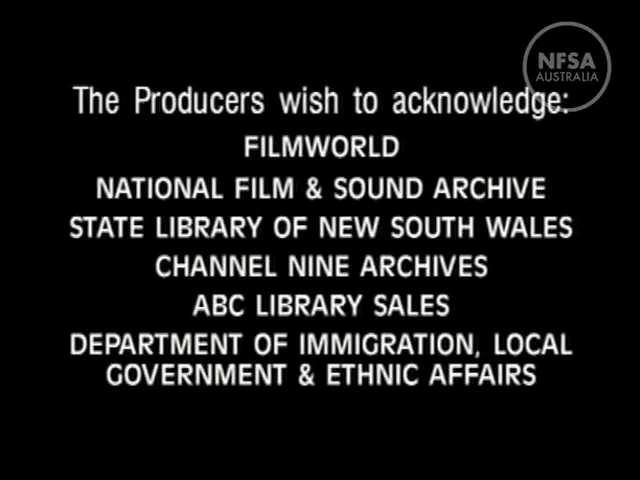 NFSA
AUSTRALIA
The Producers wish to acknowledge:
FILMWORLD
NATIONAL FILM & SOUND ARCHIVE
STATE LIBRARY OF NEW SOUTH WALES
CHANNEL NINE ARCHIVES
ABC LIBRARY SALES
DEPARTMENT OF IMMIGRATION, LOCAL
GOVERNMENT & ETHNIC AFFAIRS